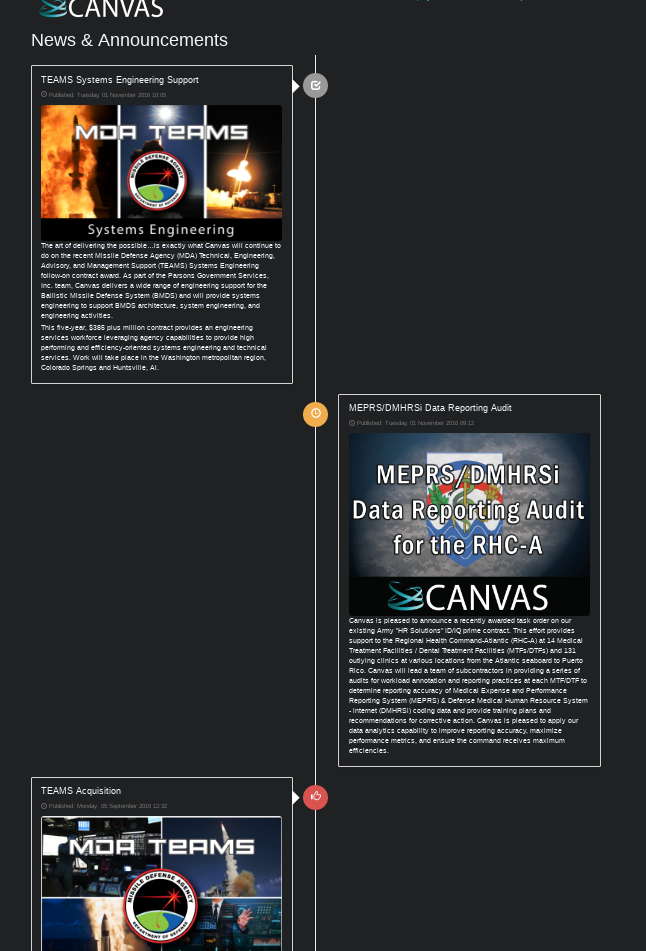 CANVAS
News & Announcements
TEAMS Systems Engineering Support
Published: Tuesday, 01 November 2016 10:05
MDA TEAMS
MISSILE DEFENSE AGENCY
DEPARTMENT OF DEFENSE
Systems Engineering
The art of delivering the possible...is exactly what Canvas will continue to
do on the recent Missile Defense Agency (MDA) Technical, Engineering,
Advisory, and Management Support (TEAMS) Systems Engineering
follow-on contract award. As part of the Parsons Government Services,
Inc. team, Canvas delivers a wide range of engineering support for the
Ballistic Missile Defense System (BMDS) and will provide systems
engineering to support BMDS architecture, system engineering, and
engineering activities.
This five-year, $386 plus million contract provides an engineering
services workforce leveraging agency capabilities to provide high
performing and efficiency-oriented systems engineering and technical
services. Work will take place in the Washington metropolitan region,
Colorado Springs and Huntsville, Al.
MEPRS/DMHRSi Data Reporting Audit
Published: Tuesday, 01 November 2016 09:12
MEPRS/DMHRSi
Data Reporting Audit
for the RHC-A
CANVAS
Canvas is pleased to announce a recently awarded task order on our
existing Army "HR Solutions" ID/IQ prime contract. This effort provides
support to the Regional Health Command-Atlantic (RHC-A) at 14 Medical
Treatment Facilities / Dental Treatment Facilities (MTFs/DTFs) and 131
outlying clinics at various locations from the Atlantic seaboard to Puerto
Rico. Canvas will lead a team of subcontractors in providing a series of
audits for workload annotation and reporting practices at each MTF/DTF to
determine reporting accuracy of Medical Expense and Performance
Reporting System (MEPRS) & Defense Medical Human Resource System
- Internet (DMHRSI) coding data and provide training plans and
recommendations for corrective action. Canvas is pleased to apply our
data analytics capability to improve reporting accuracy, maximize
performance metrics, and ensure the command receives maximum
efficiencies.
TEAMS Acquisition
Published: Monday, 05 September 2016 12:32
MDA TEAMS
MISSILE DEFENSE AGENCY
DEPARTMENT OF DEFENSE